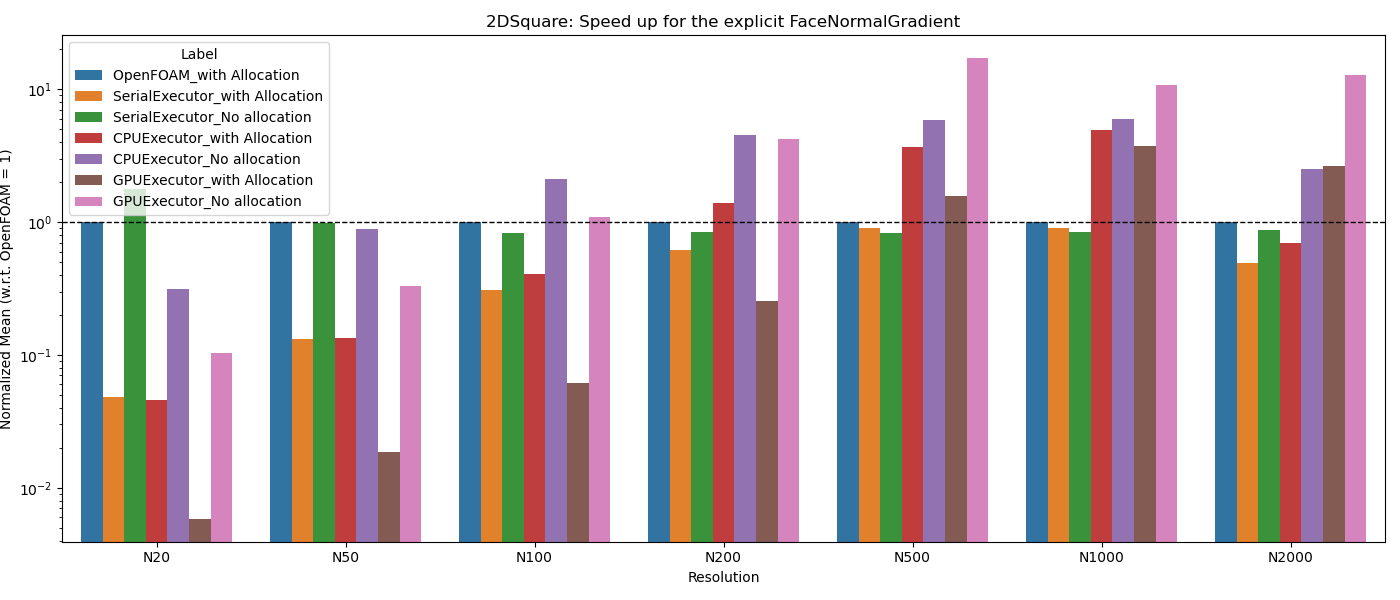 2DSquare: Speed up for the explicit FaceNormalGradient
Label
OpenFOAM_with Allocation
SerialExecutor_with Allocation
SerialExecutor_No allocation
CPUExecutor_with Allocation
CPUExecutor_No allocation
GPUExecutor_with Allocation
GPUExecutor_No allocation
Normalized Mean (w.r.t. OpenFOAM = 1)
10¹
10⁰
10⁻¹
10⁻²
N20 N50 N100 N200 N500 N1000 N2000
Resolution